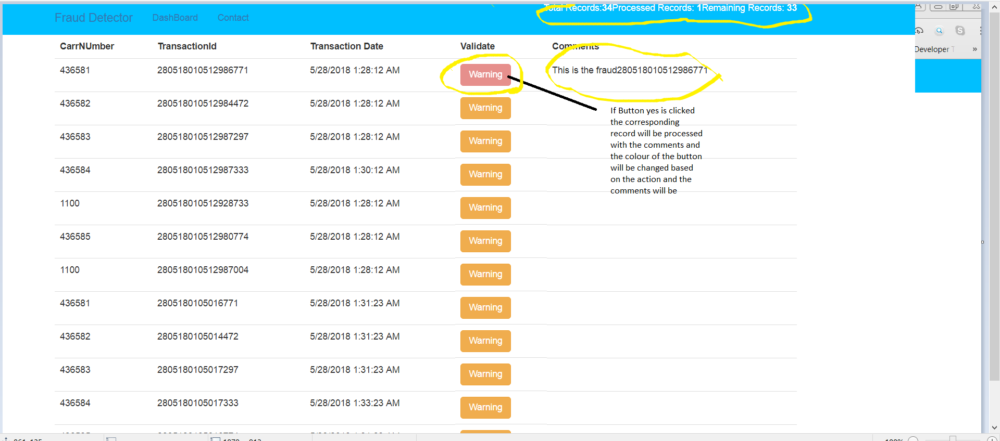 Total Records:34Processed Records: 1Remaining Records: 33
Fraud Detector DashBoard Contact
Developer
»
CarrNUmber TransactionId Transaction Date Validate Comments
436581 280518010512986771 5/28/2018 1:28:12 AM Warning This is the fraud280518010512986771
436582 280518010512984472 5/28/2018 1:28:12 AM Warning
436583 280518010512987297 5/28/2018 1:28:12 AM Warning
436584 280518010512987333 5/28/2018 1:30:12 AM Warning
1100 280518010512928733 5/28/2018 1:28:12 AM Warning
436585 280518010512980774 5/28/2018 1:28:12 AM Warning
1100 280518010512987004 5/28/2018 1:28:12 AM Warning
436581 2805180105016771 5/28/2018 1:31:23 AM Warning
436582 2805180105014472 5/28/2018 1:31:23 AM Warning
436583 2805180105017297 5/28/2018 1:31:23 AM Warning
436584 2805180105017333 5/28/2018 1:33:23 AM Warning
If Button yes is clicked
the corresponding
record will be processed
with the comments and
the colour of the button
will be changed based
on the action and the
comments will be